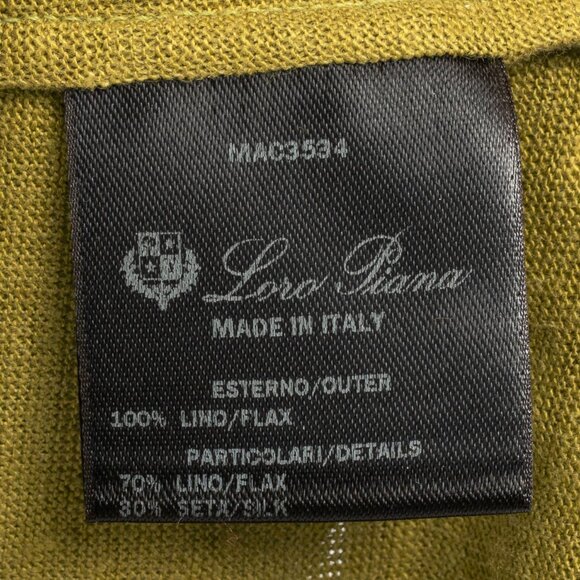 MAC3534
Loro Piana
MADE IN ITALY
ESTERNO/OUTER
100% LINO/FLAX
PARTICOLARI/DETAILS
70% LINO/FLAX
30% SETA/SILK